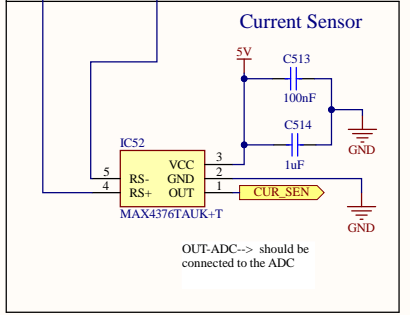 Current Sensor
5V
C513
100nF
C514
1uF
GND
IC52
VCC 3
5 RS- GND 2
4 RS+ OUT 1
CUR_SEN
MAX4376TAUK+T
GND
OUT-ADC--> should be
connected to the ADC